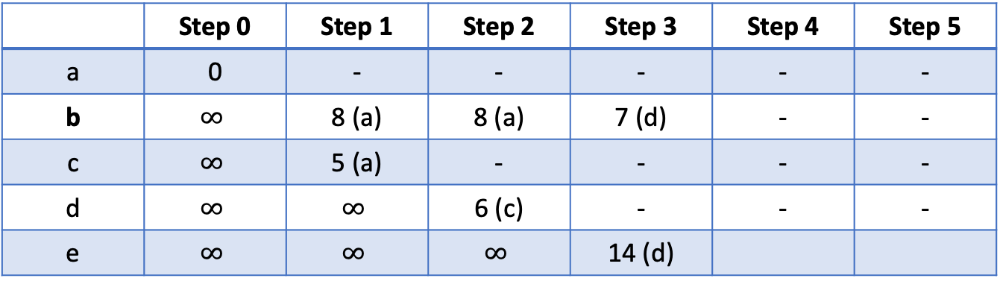 Step 0 Step 1 Step 2 Step 3 Step 4 Step 5
a 0 - - - - -
b ∞ 8 (a) 8 (a) 7 (d) - -
c ∞ 5 (a) - - - -
d ∞ ∞ 6 (c) - - -
e ∞ ∞ ∞ 14 (d)